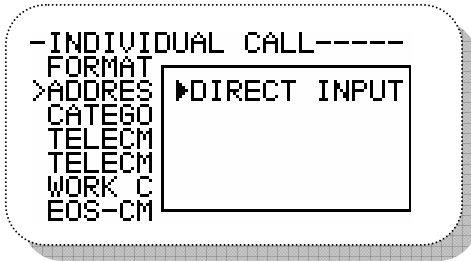 -INDIVIDUAL CALL-----
FORMAT
>ADDRES ▶DIRECT INPUT
CATEGO
TELECM
TELECM
WORK C
EOS-CM